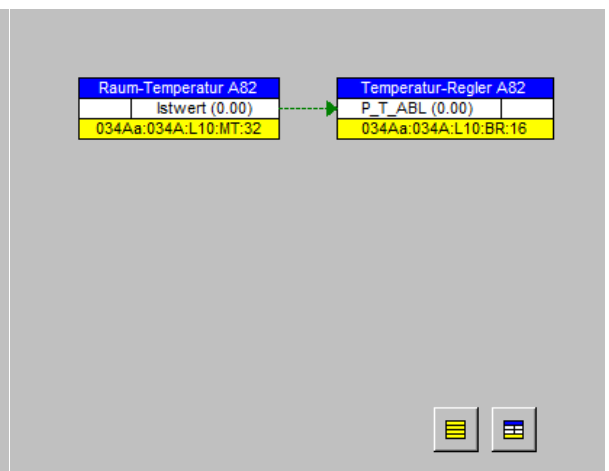 Raum-Temperatur A82
Istwert (0.00)
034Aa:034A:L10:MT:32
Temperatur-Regler A82
P_T_ABL (0.00)
034Aa:034A:L10:BR:16